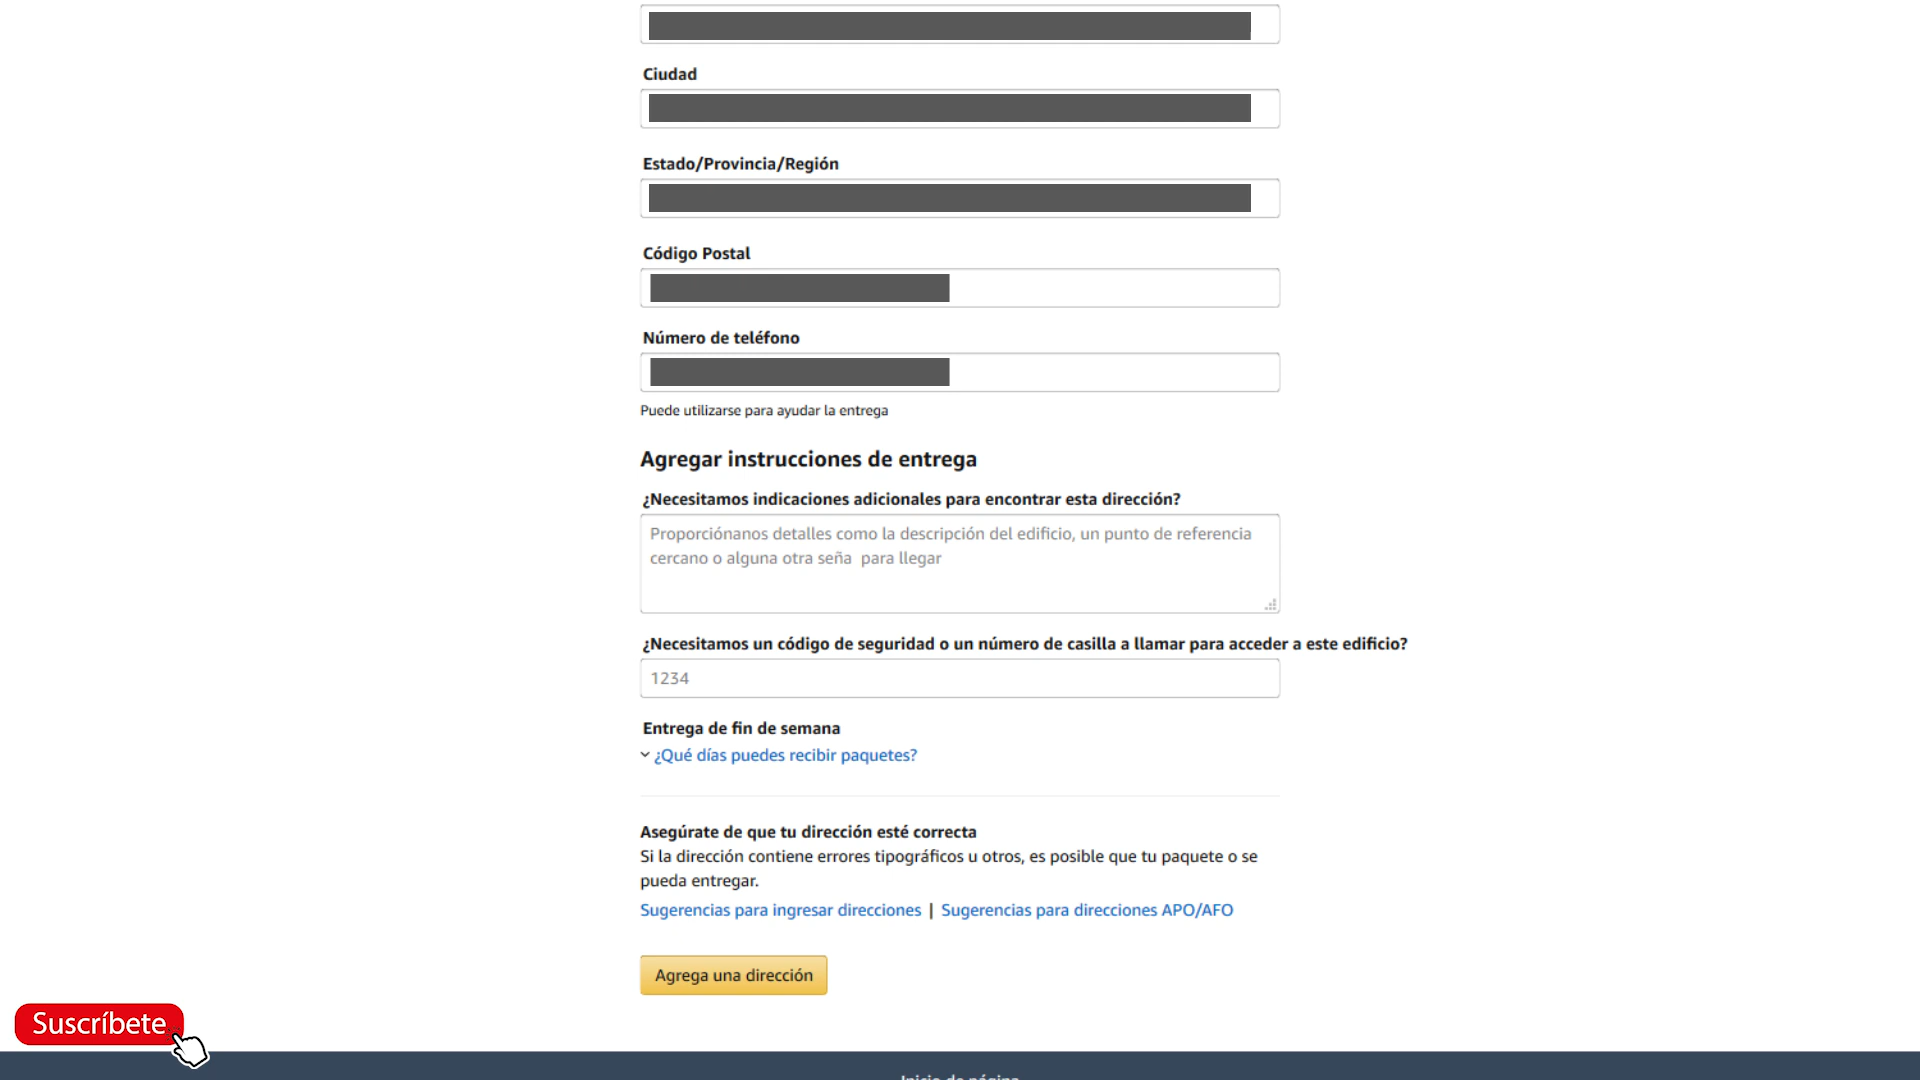 Ciudad
Estado/Provincia/Región
Código Postal
Número de teléfono
Puede utilizarse para ayudar la entrega
Agregar instrucciones de entrega
¿Necesitamos indicaciones adicionales para encontrar esta dirección?
Proporciónanos detalles como la descripción del edificio, un punto de referencia
cercano o alguna otra seña para llegar
¿Necesitamos un código de seguridad o un número de casilla a llamar para acceder a este edificio?
1234
Entrega de fin de semana
¿Qué días puedes recibir paquetes?
Asegúrate de que tu dirección esté correcta
Si la dirección contiene errores tipográficos u otros, es posible que tu paquete o se
pueda entregar.
Sugerencias para ingresar direcciones | Sugerencias para direcciones APO/AFO
Agrega una dirección
Suscríbete
Inicio de página